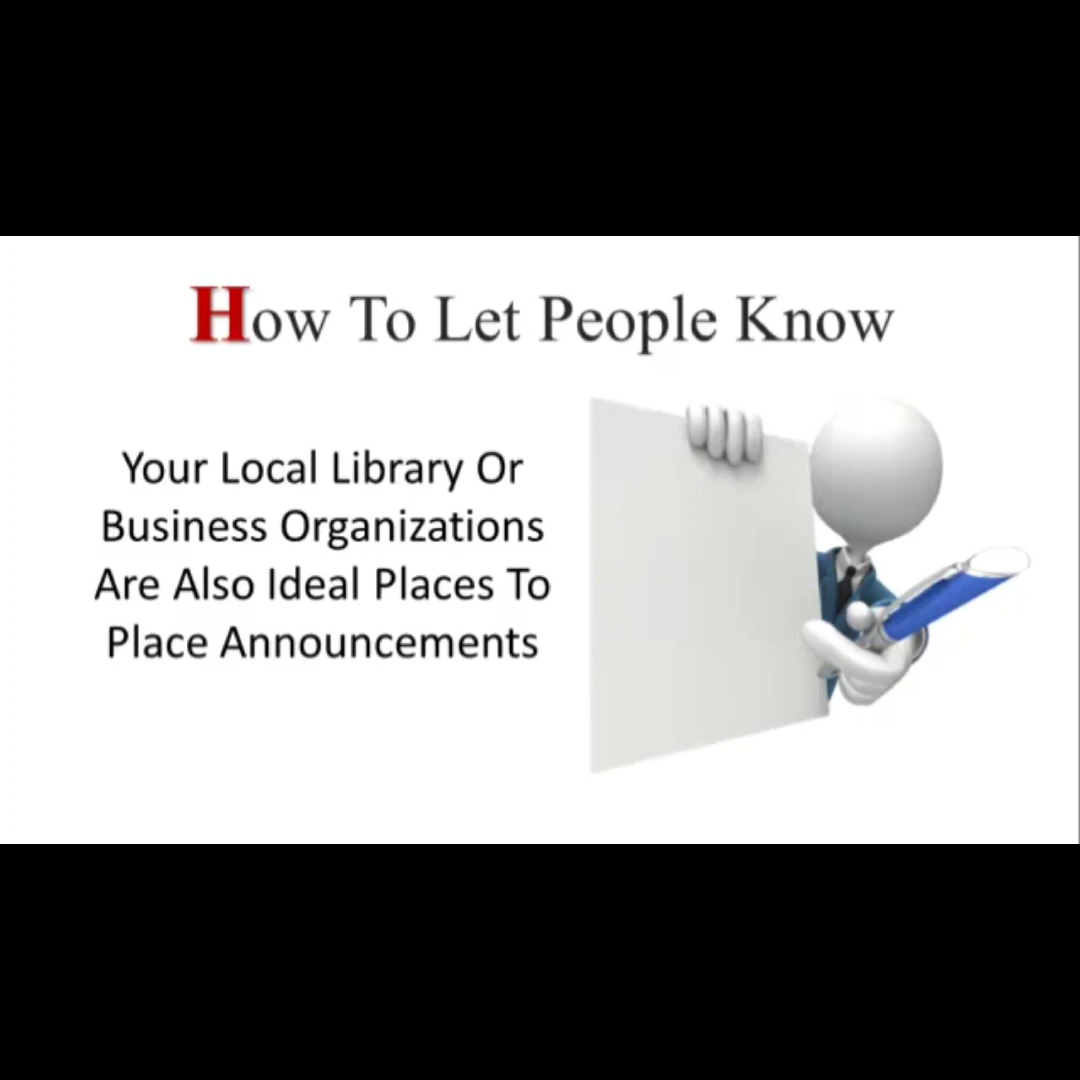 How To Let People Know
Your Local Library Or
Business Organizations
Are Also Ideal Places To
Place Announcements